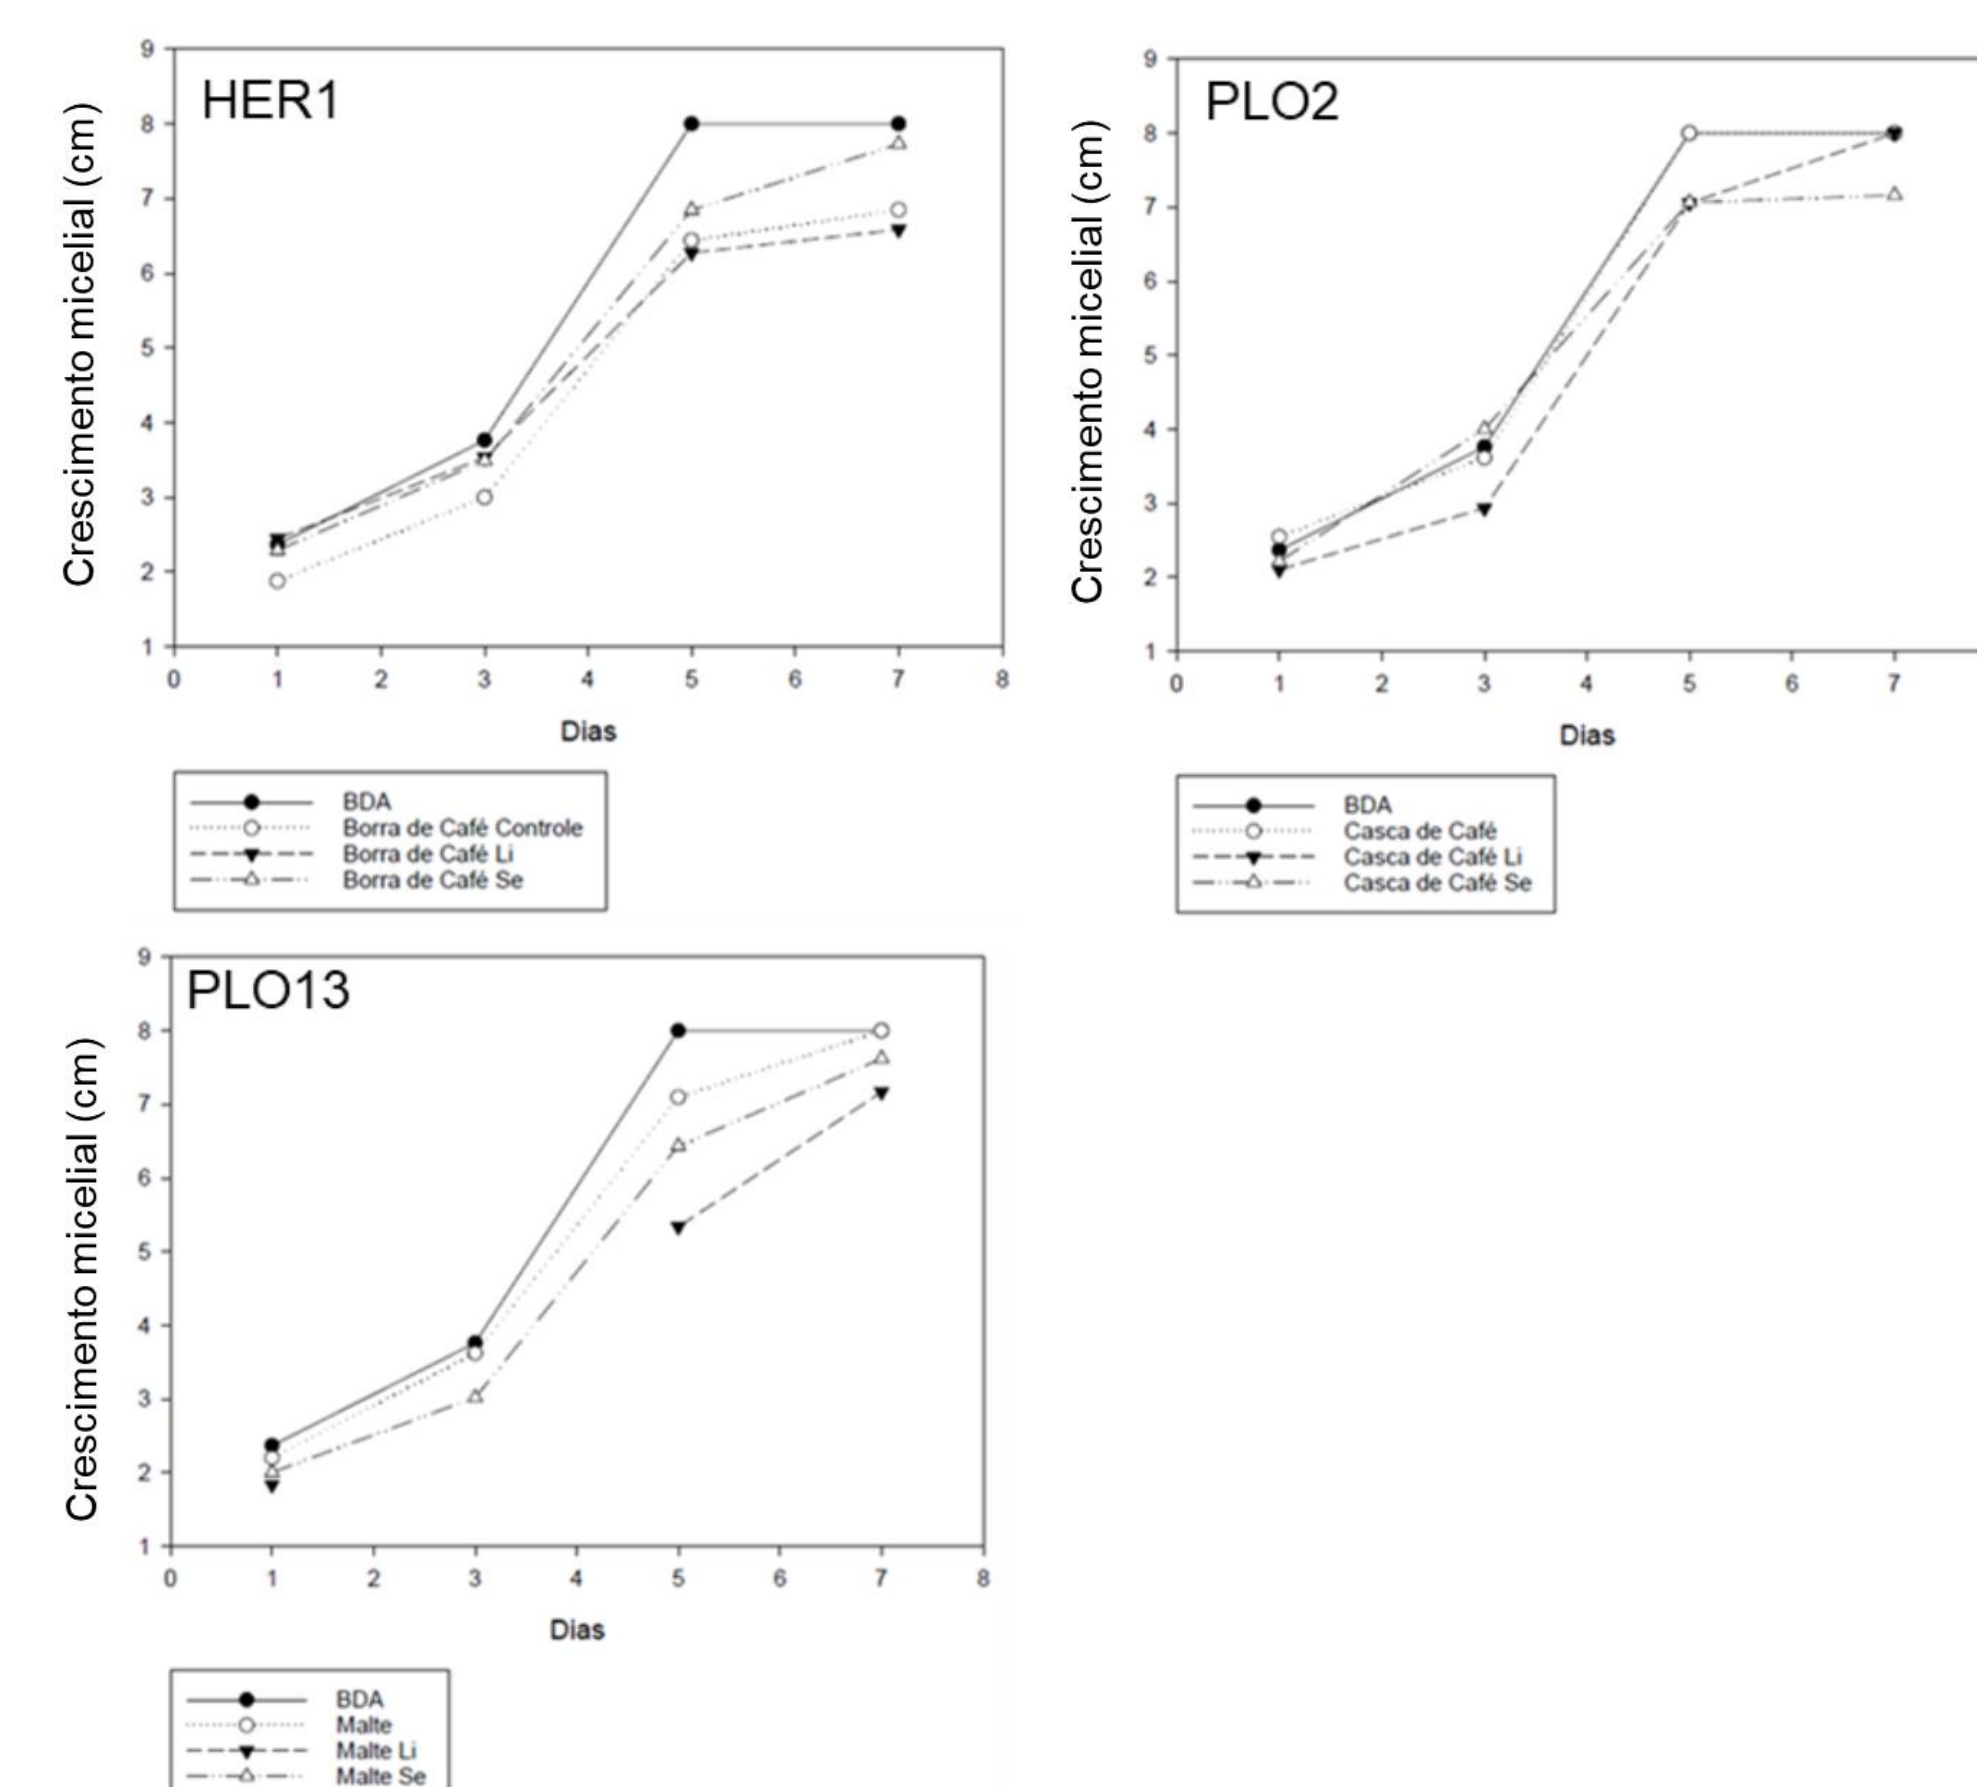 HER1
Crescimento micelial (cm)
9
8
7
6
5
4
3
2
1
0 1 2 3 4 5 6 7 8
Dias
BDA
Borra de Café Controle
Borra de Café Li
Borra de Café Se
PLO2
Crescimento micelial (cm)
9
8
7
6
5
4
3
2
1
0 1 2 3 4 5 6 7
Dias
BDA
Casca de Café
Casca de Café Li
Casca de Café Se
PLO13
Crescimento micelial (cm)
9
8
7
6
5
4
3
2
1
0 1 2 3 4 5 6 7 8
Dias
BDA
Malte
Malte Li
Malte Se